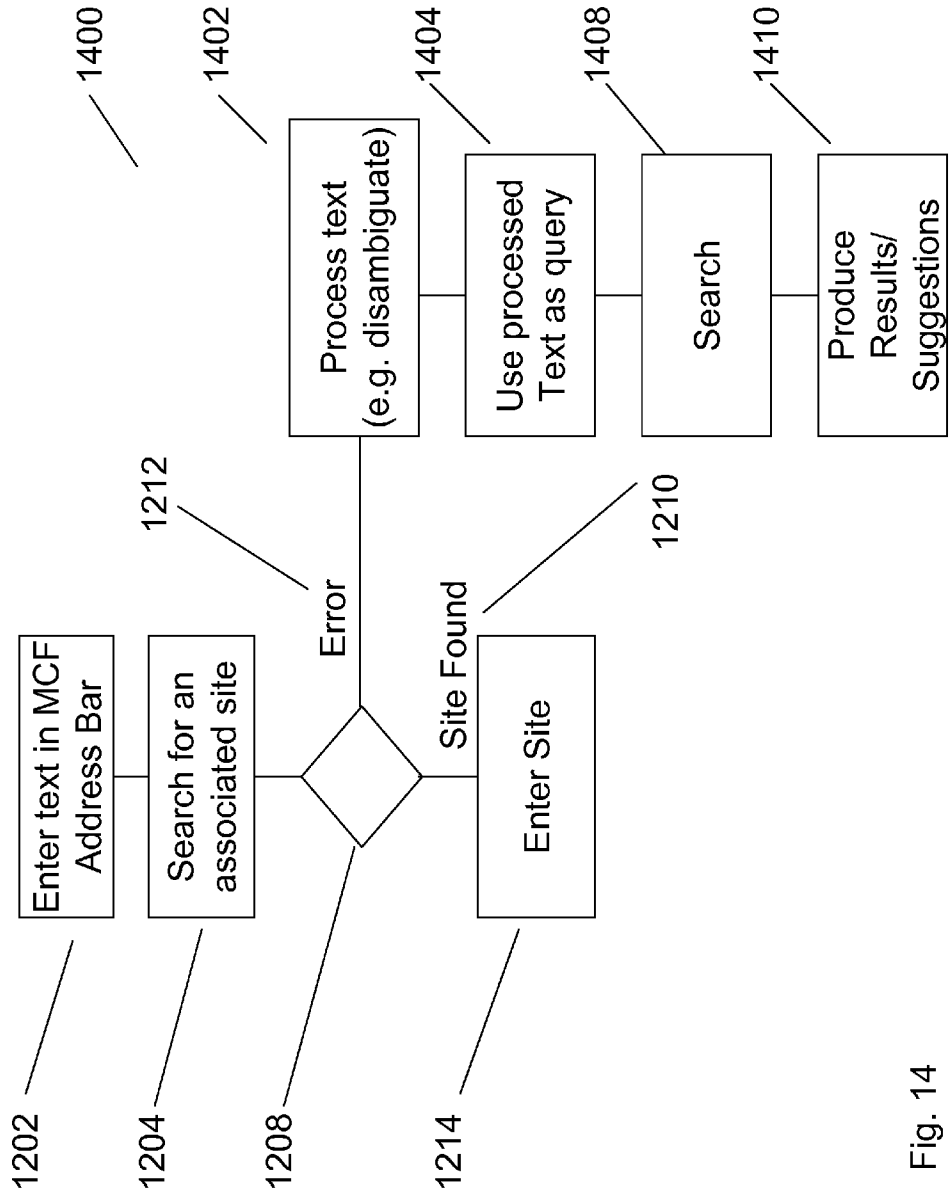 1202
Enter text in MCF
Address Bar
1204
Search for an
associated site
1208
Error
1212
Site Found
1210
1214
Enter Site
1400
1402
Process text
(e.g. disambiguate)
1404
Use processed
Text as query
1408
Search
1410
Produce
Results/
Suggestions
Fig. 14